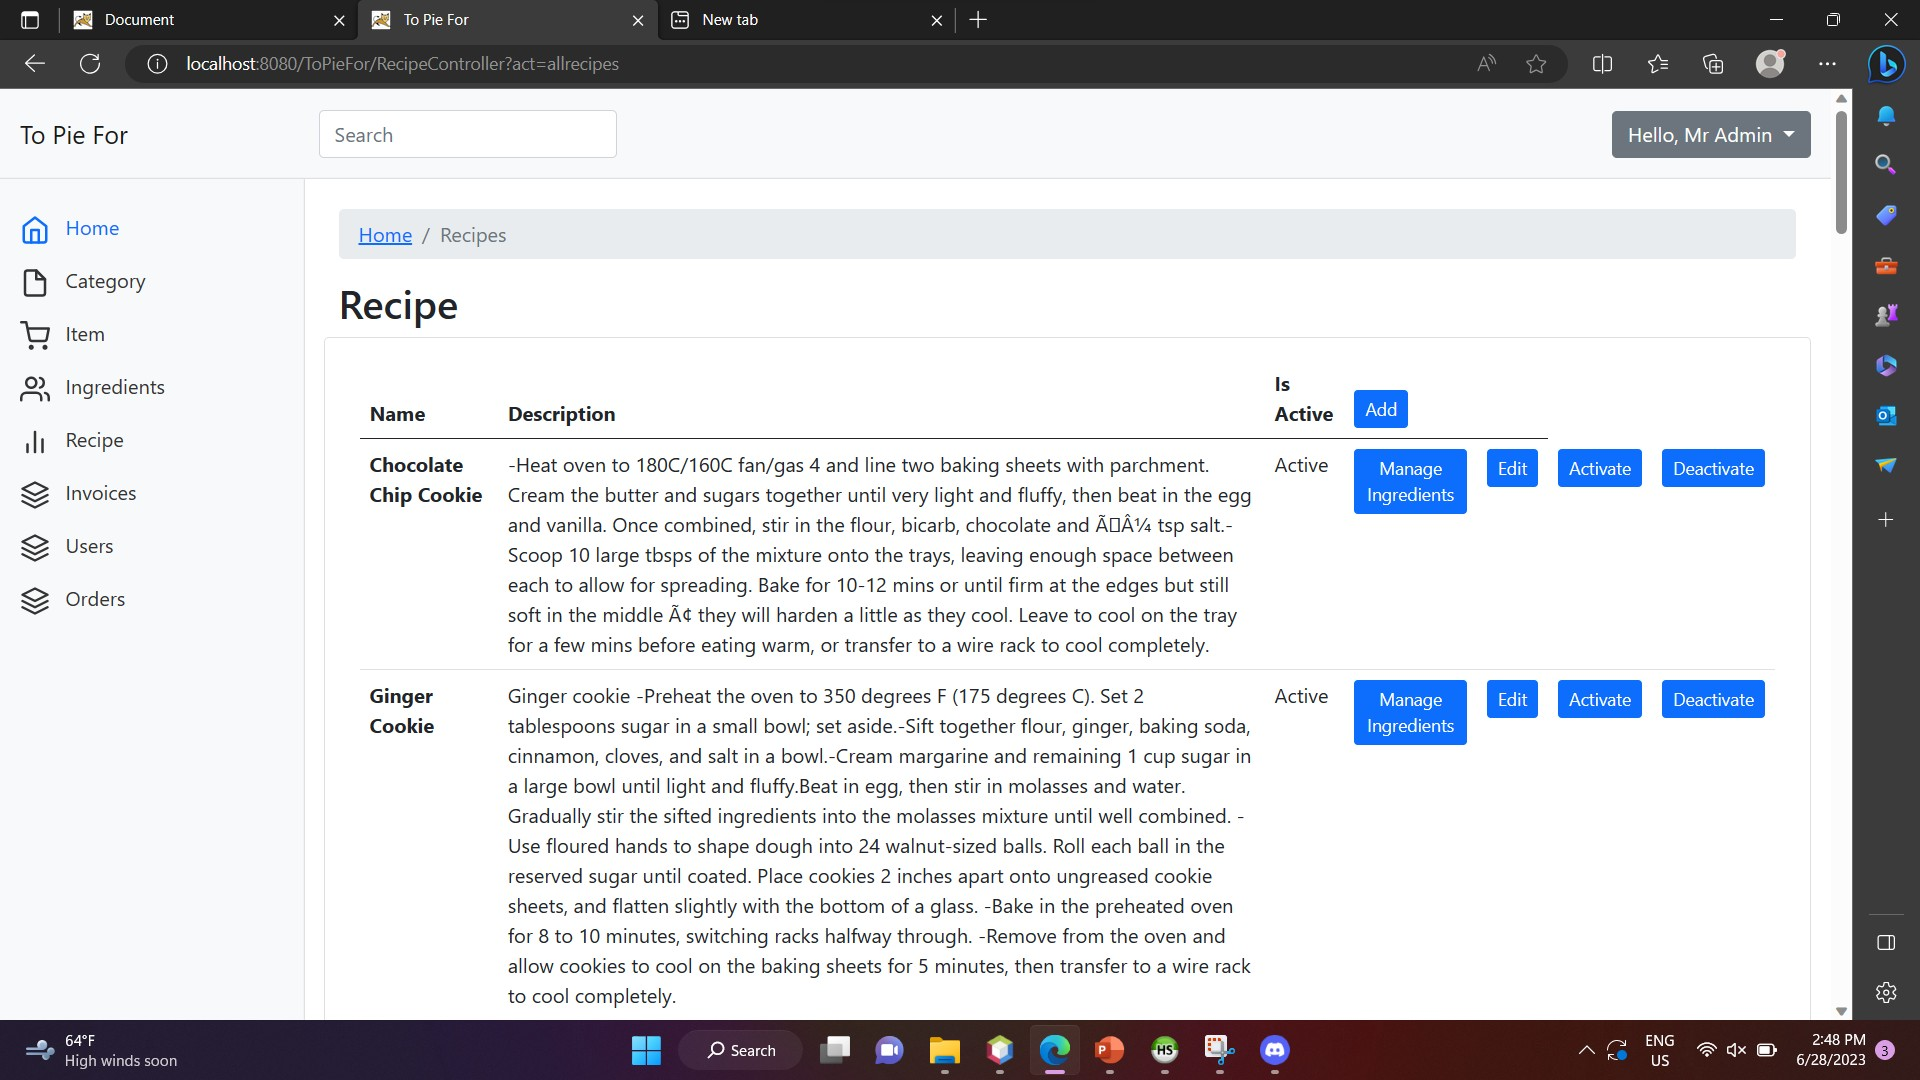 Document
To Pie For
New tab
localhost:8080/ToPieFor/RecipeController?act=allrecipes
To Pie For
Search
Hello, Mr Admin
Home
Category
Item
Ingredients
Recipe
Invoices
Users
Orders
Home / Recipes
Recipe
Name Description Is Active Add
Chocolate Chip Cookie
-Heat oven to 180C/160C fan/gas 4 and line two baking sheets with parchment.
Cream the butter and sugars together until very light and fluffy, then beat in the egg
and vanilla. Once combined, stir in the flour, bicarb, chocolate and Ã▯Â¼ tsp salt.-
Scoop 10 large tbsps of the mixture onto the trays, leaving enough space between
each to allow for spreading. Bake for 10-12 mins or until firm at the edges but still
soft in the middle Ã¢ they will harden a little as they cool. Leave to cool on the tray
for a few mins before eating warm, or transfer to a wire rack to cool completely.
Active
Manage Ingredients
Edit
Activate
Deactivate
Ginger Cookie
Ginger cookie -Preheat the oven to 350 degrees F (175 degrees C). Set 2
tablespoons sugar in a small bowl; set aside.-Sift together flour, ginger, baking soda,
cinnamon, cloves, and salt in a bowl.-Cream margarine and remaining 1 cup sugar in
a large bowl until light and fluffy.Beat in egg, then stir in molasses and water.
Gradually stir the sifted ingredients into the molasses mixture until well combined. -
Use floured hands to shape dough into 24 walnut-sized balls. Roll each ball in the
reserved sugar until coated. Place cookies 2 inches apart onto ungreased cookie
sheets, and flatten slightly with the bottom of a glass. -Bake in the preheated oven
for 8 to 10 minutes, switching racks halfway through. -Remove from the oven and
allow cookies to cool on the baking sheets for 5 minutes, then transfer to a wire rack
to cool completely.
Active
Manage Ingredients
Edit
Activate
Deactivate
64°F
High winds soon
Search
HS
ENG
US
2:48 PM
6/28/2023
3